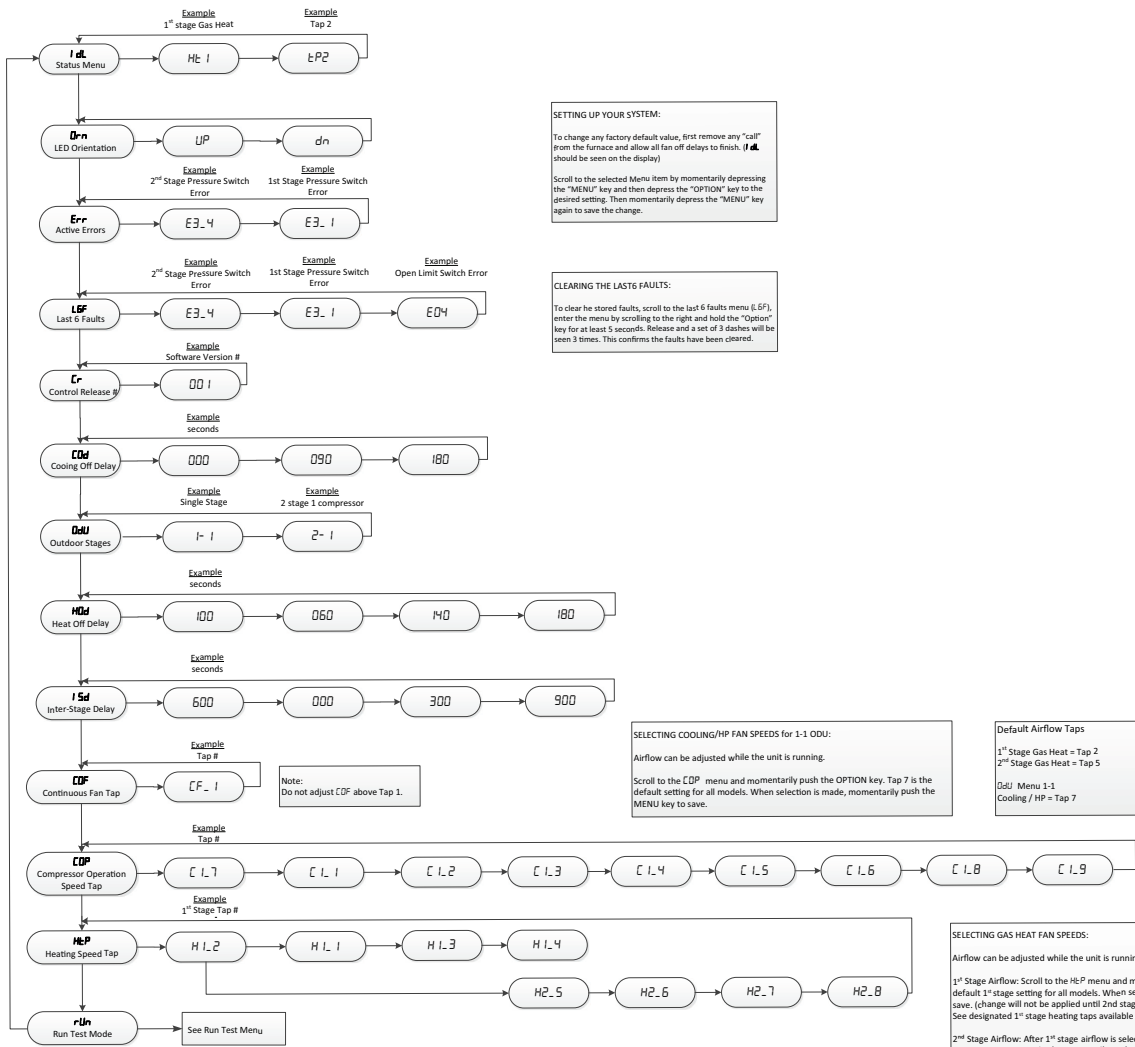 Example
1st stage Gas Heat
Example
Tap 2
IdL
Status Menu
Ht1
tP2
Orn
LED Orientation
UP
dn
Example
2nd Stage Pressure Switch
Error
Example
1st Stage Pressure Switch
Error
Err
Active Errors
E3_4
E3_1
Example
2nd Stage Pressure Switch
Error
Example
1st Stage Pressure Switch
Error
Example
Open Limit Switch Error
L6F
Last 6 Faults
E3_4
E3_1
E04
Example
Software Version #
Cr
Control Release #
001
Example
seconds
COd
Cooing Off Delay
000
090
180
Example
Single Stage
Example
2 stage 1 compressor
OdU
Outdoor Stages
1-1
2-1
Example
seconds
HOd
Heat Off Delay
100
060
140
180
Example
seconds
ISd
Inter-Stage Delay
600
000
300
900
Example
Tap #
COF
Continuous Fan Tap
CF_1
Note:
Do not adjust COF above Tap 1.
Example
Tap #
COP
Compressor Operation
Speed Tap
C1_7
C1_1
C1_2
C1_3
C1_4
C1_5
C1_6
C1_8
C1_9
Example
1st Stage Tap #
HtP
Heating Speed Tap
H1_2
H1_1
H1_3
H1_4
H2_5
H2_6
H2_7
H2_8
rUn
Run Test Mode
See Run Test Menu
SETTING UP YOUR SYSTEM:
To change any factory default value, first remove any "call"
from the furnace and allow all fan off delays to finish. (IdL
should be seen on the display)
Scroll to the selected Menu item by momentarily depressing
the "MENU" key and then depress the "OPTION" key to the
desired setting. Then momentarily depress the "MENU" key
again to save the change.
CLEARING THE LAST6 FAULTS:
To clear he stored faults, scroll to the last 6 faults menu (L6F),
enter the menu by scrolling to the right and hold the "Option"
key for at least 5 seconds. Release and a set of 3 dashes will be
seen 3 times. This confirms the faults have been cleared.
SELECTING COOLING/HP FAN SPEEDS for 1-1 ODU:
Airflow can be adjusted while the unit is running.
Scroll to the COP menu and momentarily push the OPTION key. Tap 7 is the
default setting for all models. When selection is made, momentarily push the
MENU key to save.
Default Airflow Taps
1st Stage Gas Heat = Tap 2
2nd Stage Gas Heat = Tap 5
OdU Menu 1-1
Cooling / HP = Tap 7
SELECTING GAS HEAT FAN SPEEDS:
Airflow can be adjusted while the unit is
1st Stage Airflow: Scroll to the HtP menu and
default 1st stage setting for all models. When
save. (change will not be applied until 2nd
See designated 1st stage heating taps available
2nd Stage Airflow: After 1st stage airflow is